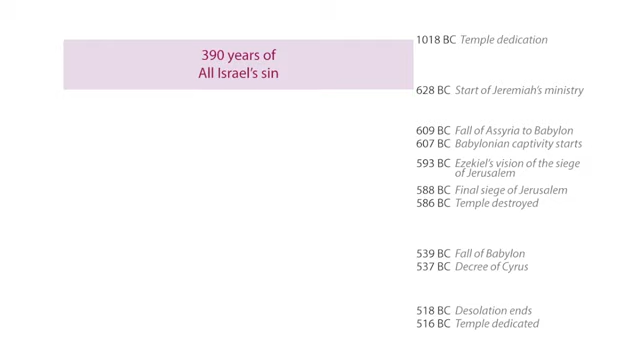 1018 BC Temple dedication
390 years of
All Israel's sin
628 BC Start of Jeremiah's ministry
609 BC Fall of Assyria to Babylon
607 BC Babylonian captivity starts
593 BC Ezekiel's vision of the siege
of Jerusalem
588 BC Final siege of Jerusalem
586 BC Temple destroyed
539 BC Fall of Babylon
537 BC Decree of Cyrus
518 BC Desolation ends
516 BC Temple dedicated